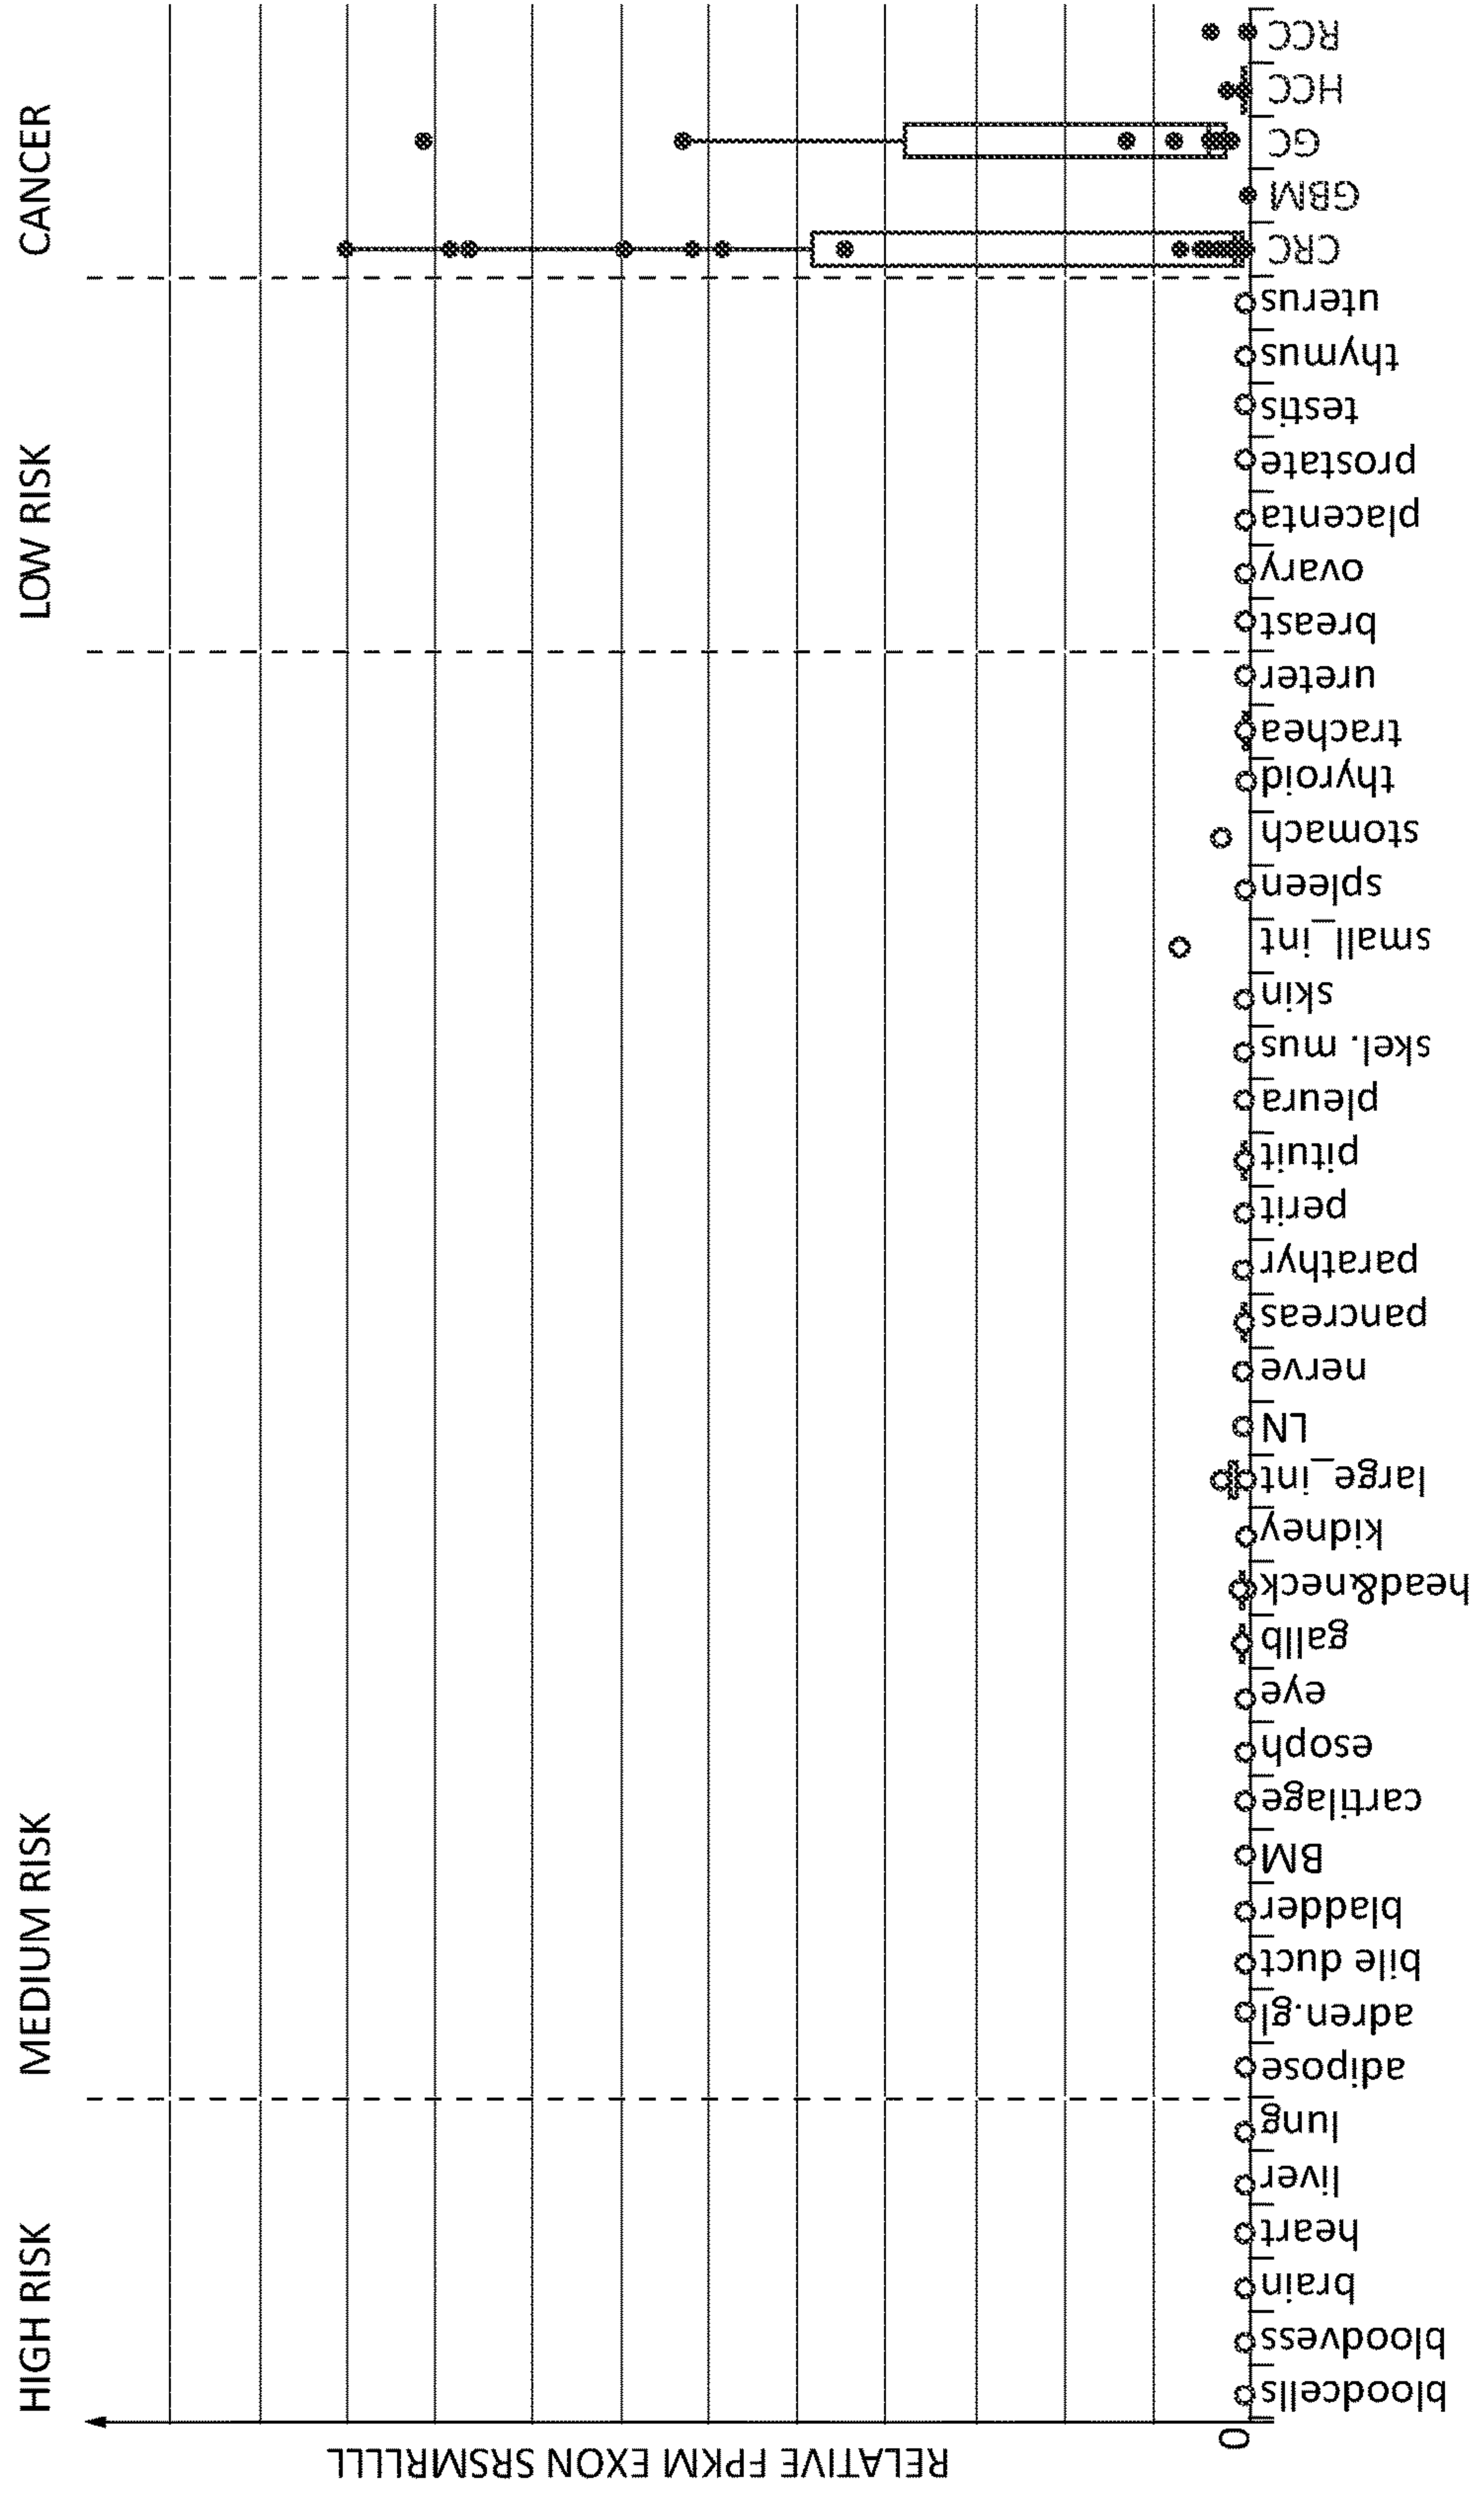 HIGH RISK
MEDIUM RISK
LOW RISK
CANCER
RELATIVE FPKM EXON SRSMRLLLL
0
bloodcells
bloodvess
brain
heart
liver
lung
adipose
adren.gl
bile duct
bladder
BM
cartilage
esoph
eye
gallb
head&neck
kidney
large_int
LN
nerve
pancreas
parathyr
perit
pituit
pleura
skel. mus
skin
small_int
spleen
stomach
thyroid
trachea
ureter
breast
ovary
placenta
prostate
testis
thymus
uterus
CRC
GBM
GC
HCC
RCC